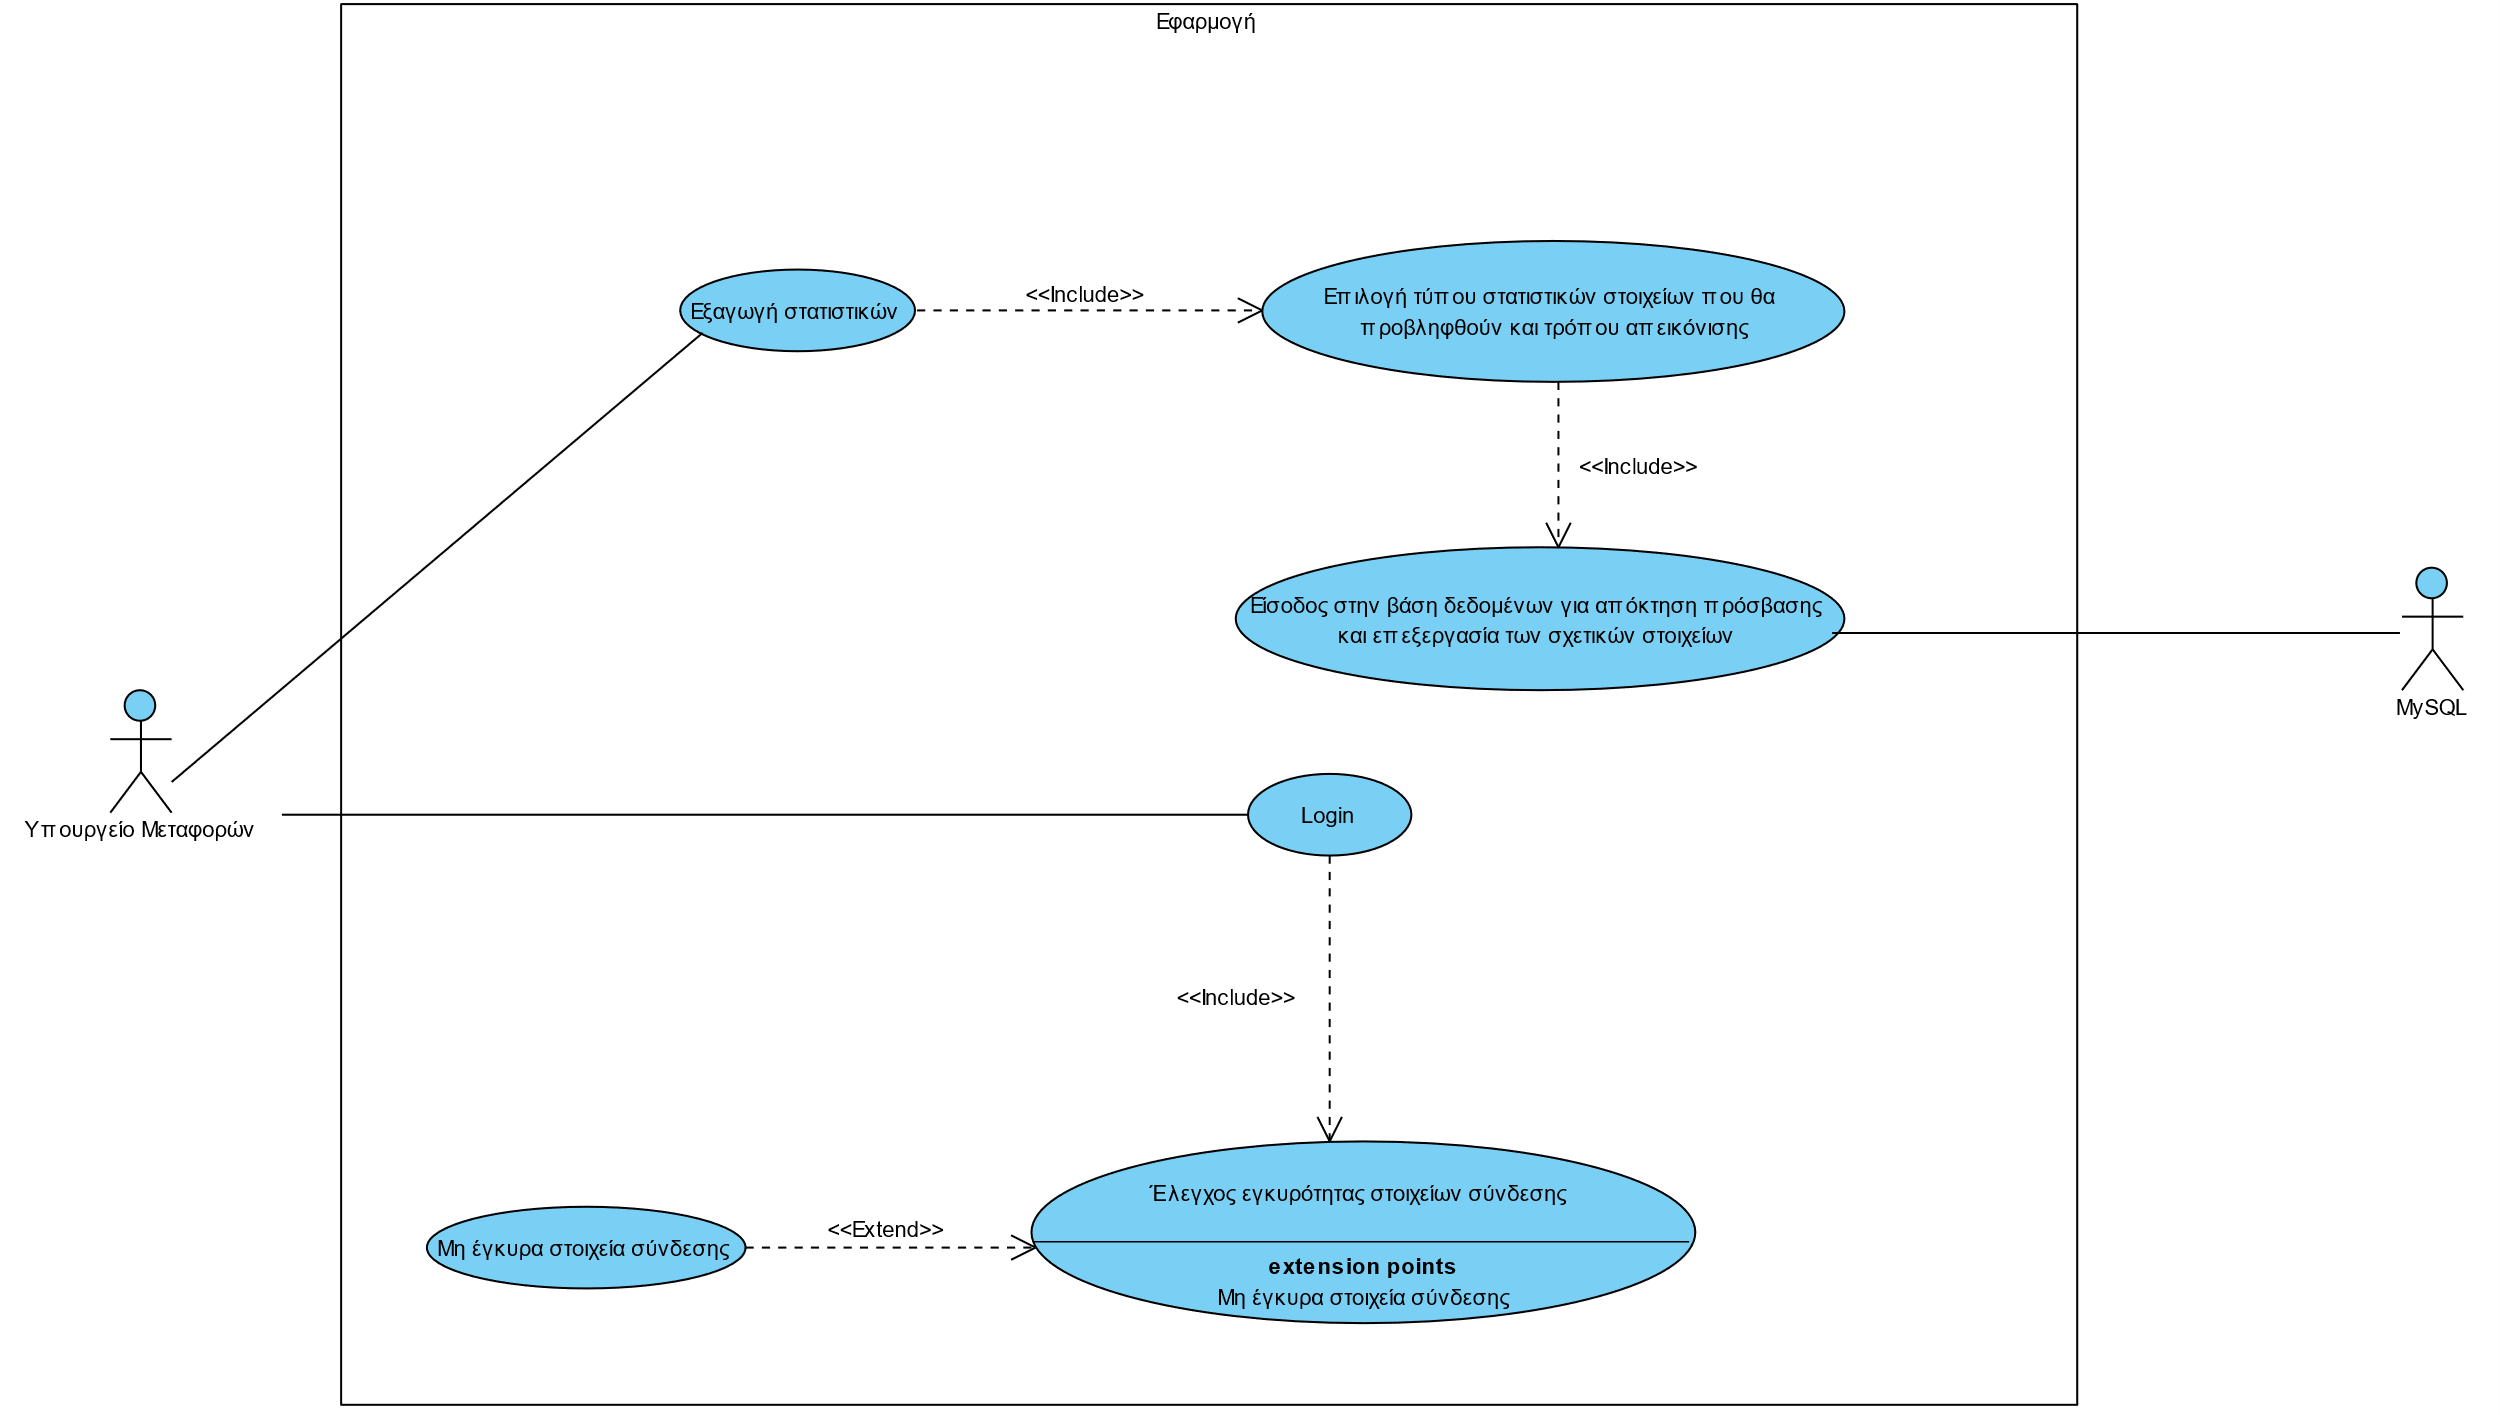 Εφαρμογή
Εξαγωγή στατιστικών
<<Include>>
Επιλογή τύπου στατιστικών στοιχείων που θα
προβληφθούν και τρόπου απεικόνισης
<<Include>>
Είσοδος στην βάση δεδομένων για απόκτηση πρόσβασης
και επεξεργασία των σχετικών στοιχείων
MySQL
Υπουργείο Μεταφορών
Login
<<Include>>
Έλεγχος εγκυρότητας στοιχείων σύνδεσης
<<Extend>>
Μη έγκυρα στοιχεία σύνδεσης
extension points
Μη έγκυρα στοιχεία σύνδεσης